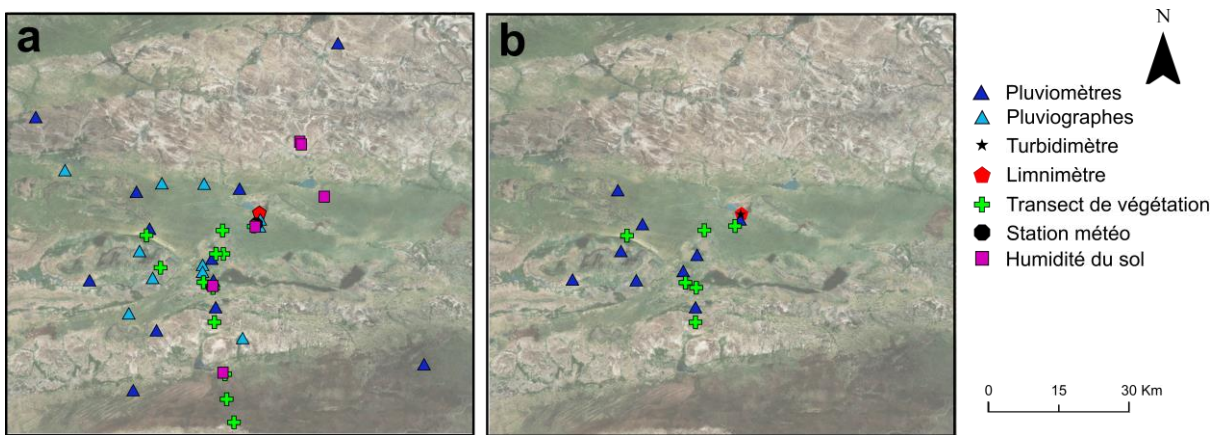 a
b
N
Pluviomètres
Pluviographes
Turbidimètre
Limnimètre
Transect de végétation
Station météo
Humidité du sol
0 15 30 Km